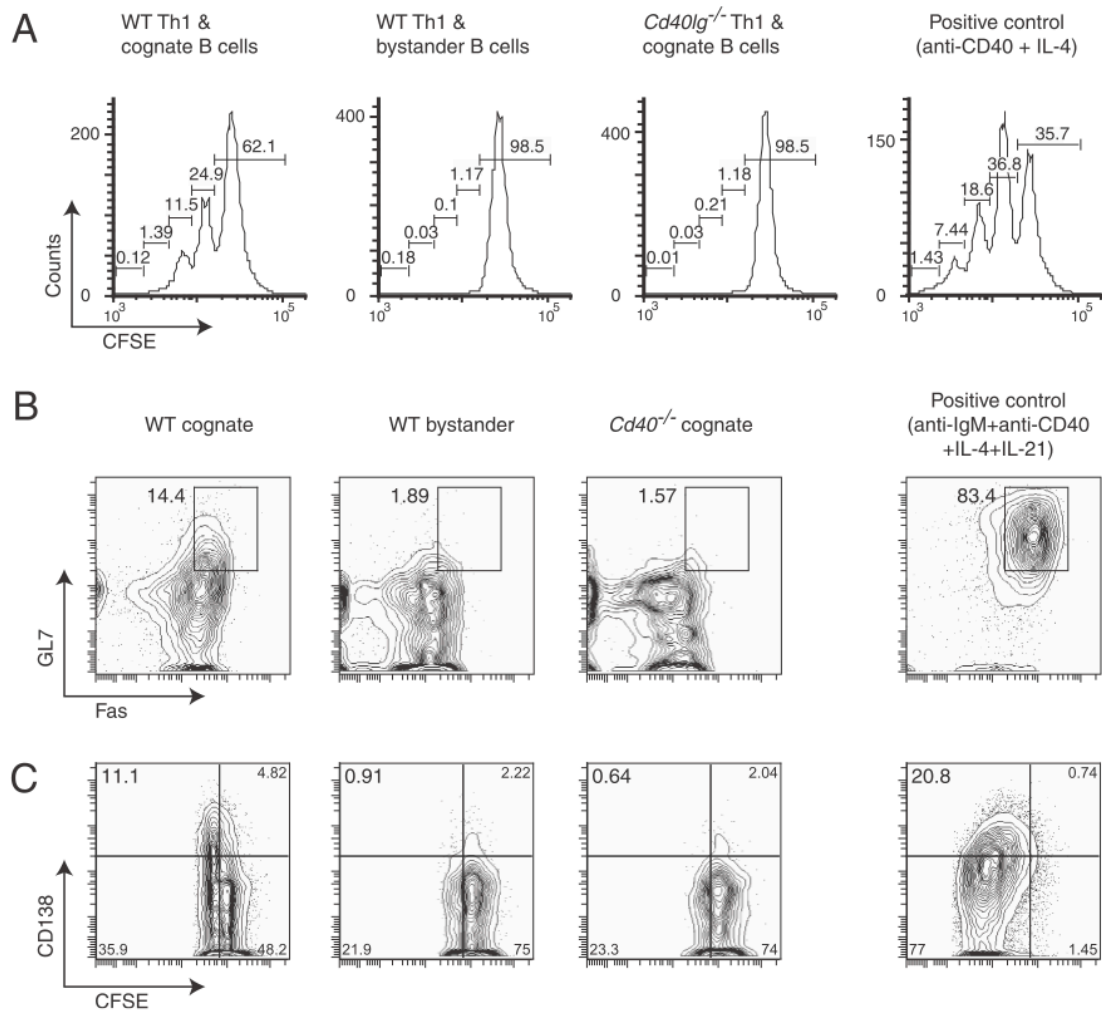 A
WT Th1 &
cognate B cells
WT Th1 &
bystander B cells
Cd40lg-/- Th1 &
cognate B cells
Positive control
(anti-CD40 + IL-4)
200
0
62.1
24.9
11.5
1.39
0.12
10³
10⁵
400
0
98.5
1.17
0.1
0.03
0.18
10³
10⁵
400
0
98.5
1.18
0.21
0.03
0.01
10³
10⁵
150
0
35.7
36.8
18.6
7.44
1.43
10³
10⁵
Counts
CFSE
B
WT cognate
WT bystander
Cd40-/- cognate
Positive control
(anti-IgM+anti-CD40
+IL-4+IL-21)
14.4
1.89
1.57
83.4
GL7
Fas
C
11.1
4.82
35.9
48.2
0.91
2.22
21.9
75
0.64
2.04
23.3
74
20.8
0.74
77
1.45
CD138
CFSE